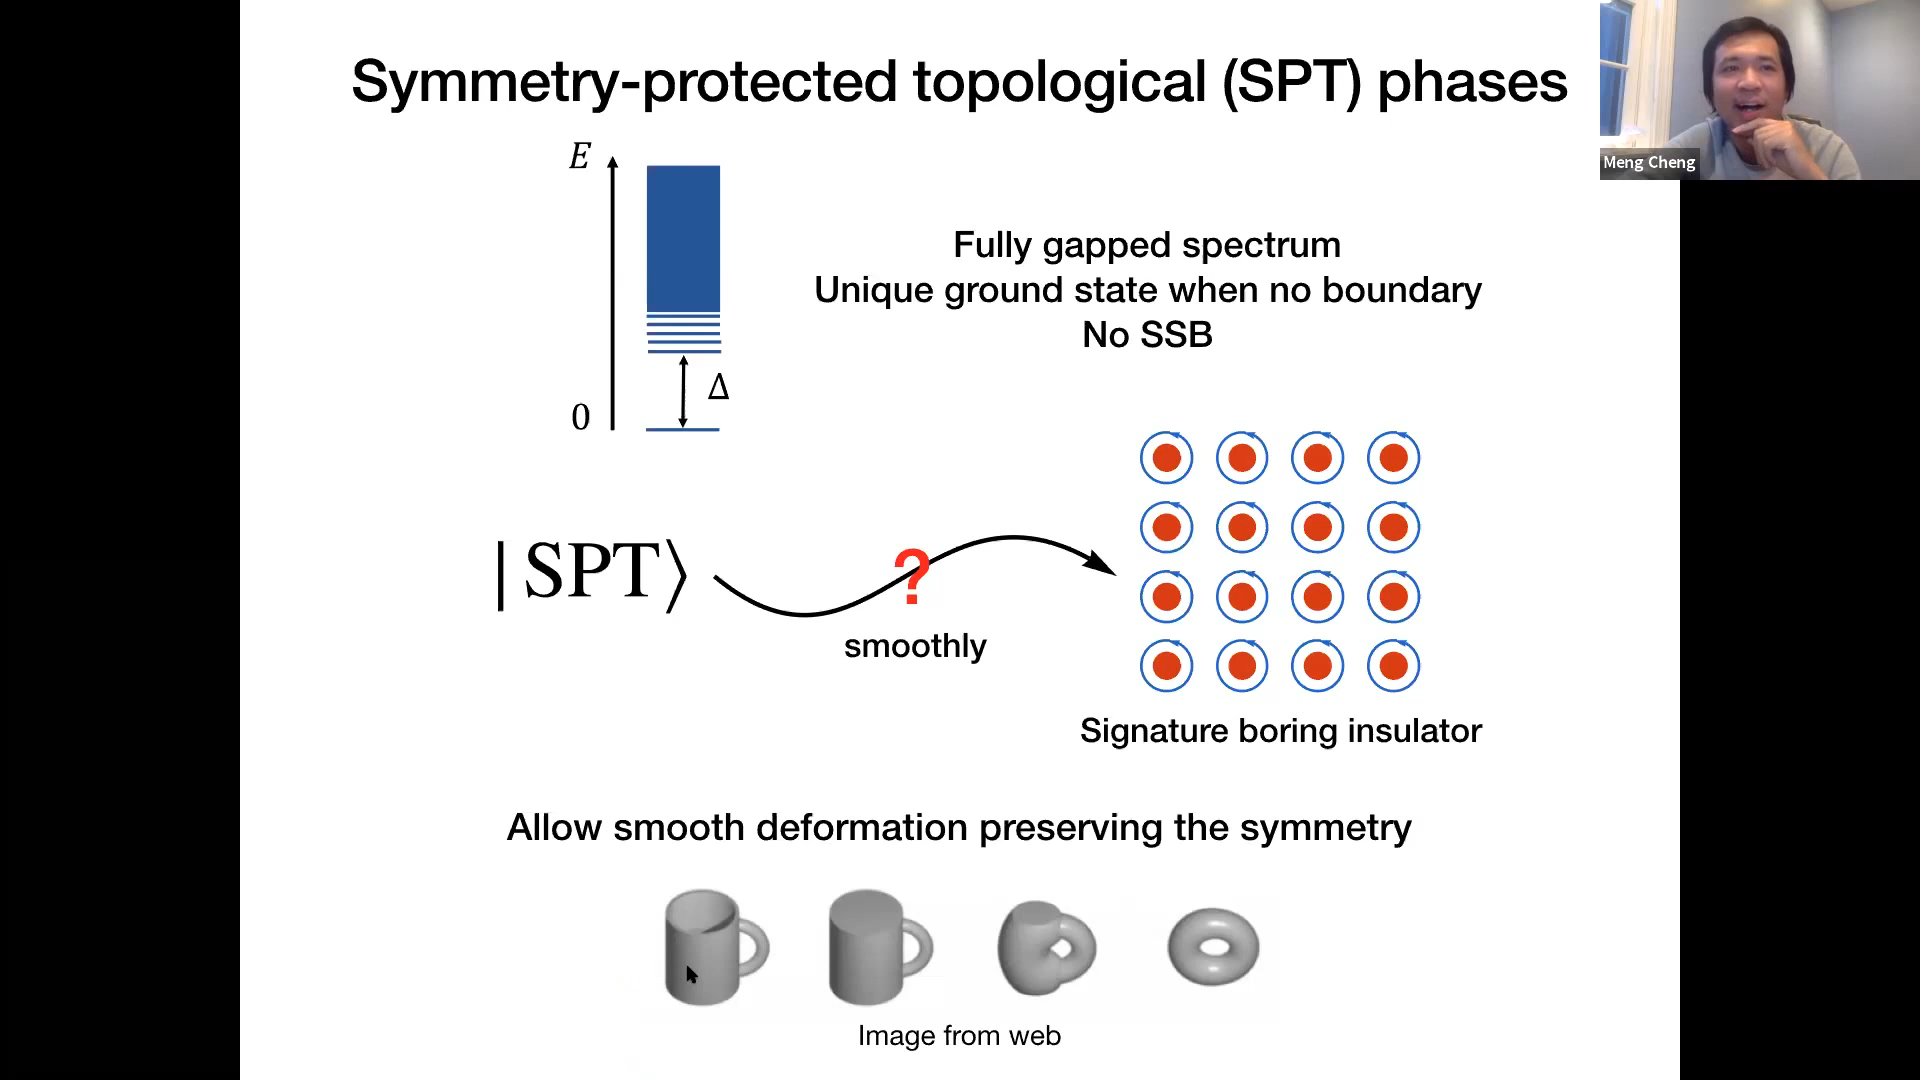 Symmetry-protected topological (SPT) phases
Meng Cheng
E
Fully gapped spectrum
Unique ground state when no boundary
No SSB
Δ
0
|SPT⟩
?
smoothly
Signature boring insulator
Allow smooth deformation preserving the symmetry
Image from web